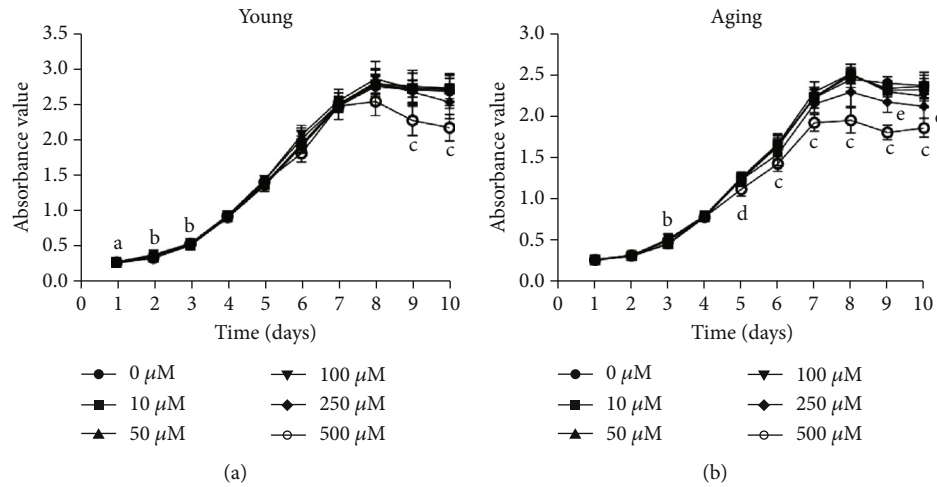 Young
3.5
3.0
2.5
2.0
1.5
1.0
0.5
0.0
Absorbance value
a b b c c
0 1 2 3 4 5 6 7 8 9 10
Time (days)
0 μM
10 μM
50 μM
100 μM
250 μM
500 μM
(a)
Aging
3.0
2.5
2.0
1.5
1.0
0.5
0.0
Absorbance value
b d c c c c c e
0 1 2 3 4 5 6 7 8 9 10
Time (days)
0 μM
10 μM
50 μM
100 μM
250 μM
500 μM
(b)